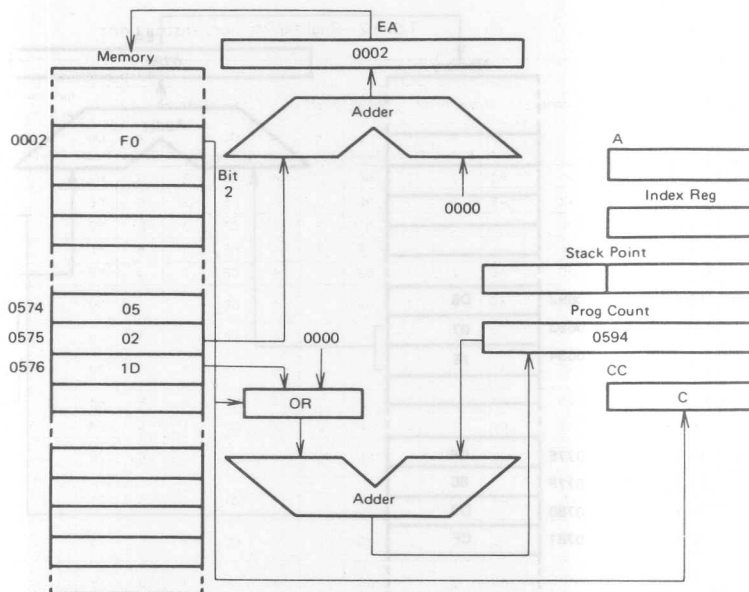 EA
Memory
0002
Adder
0002
F0
A
Bit
2
Index Reg
0000
Stack Point
0574
05
Prog Count
0575
02
0000
0594
0576
1D
CC
OR
C
Adder